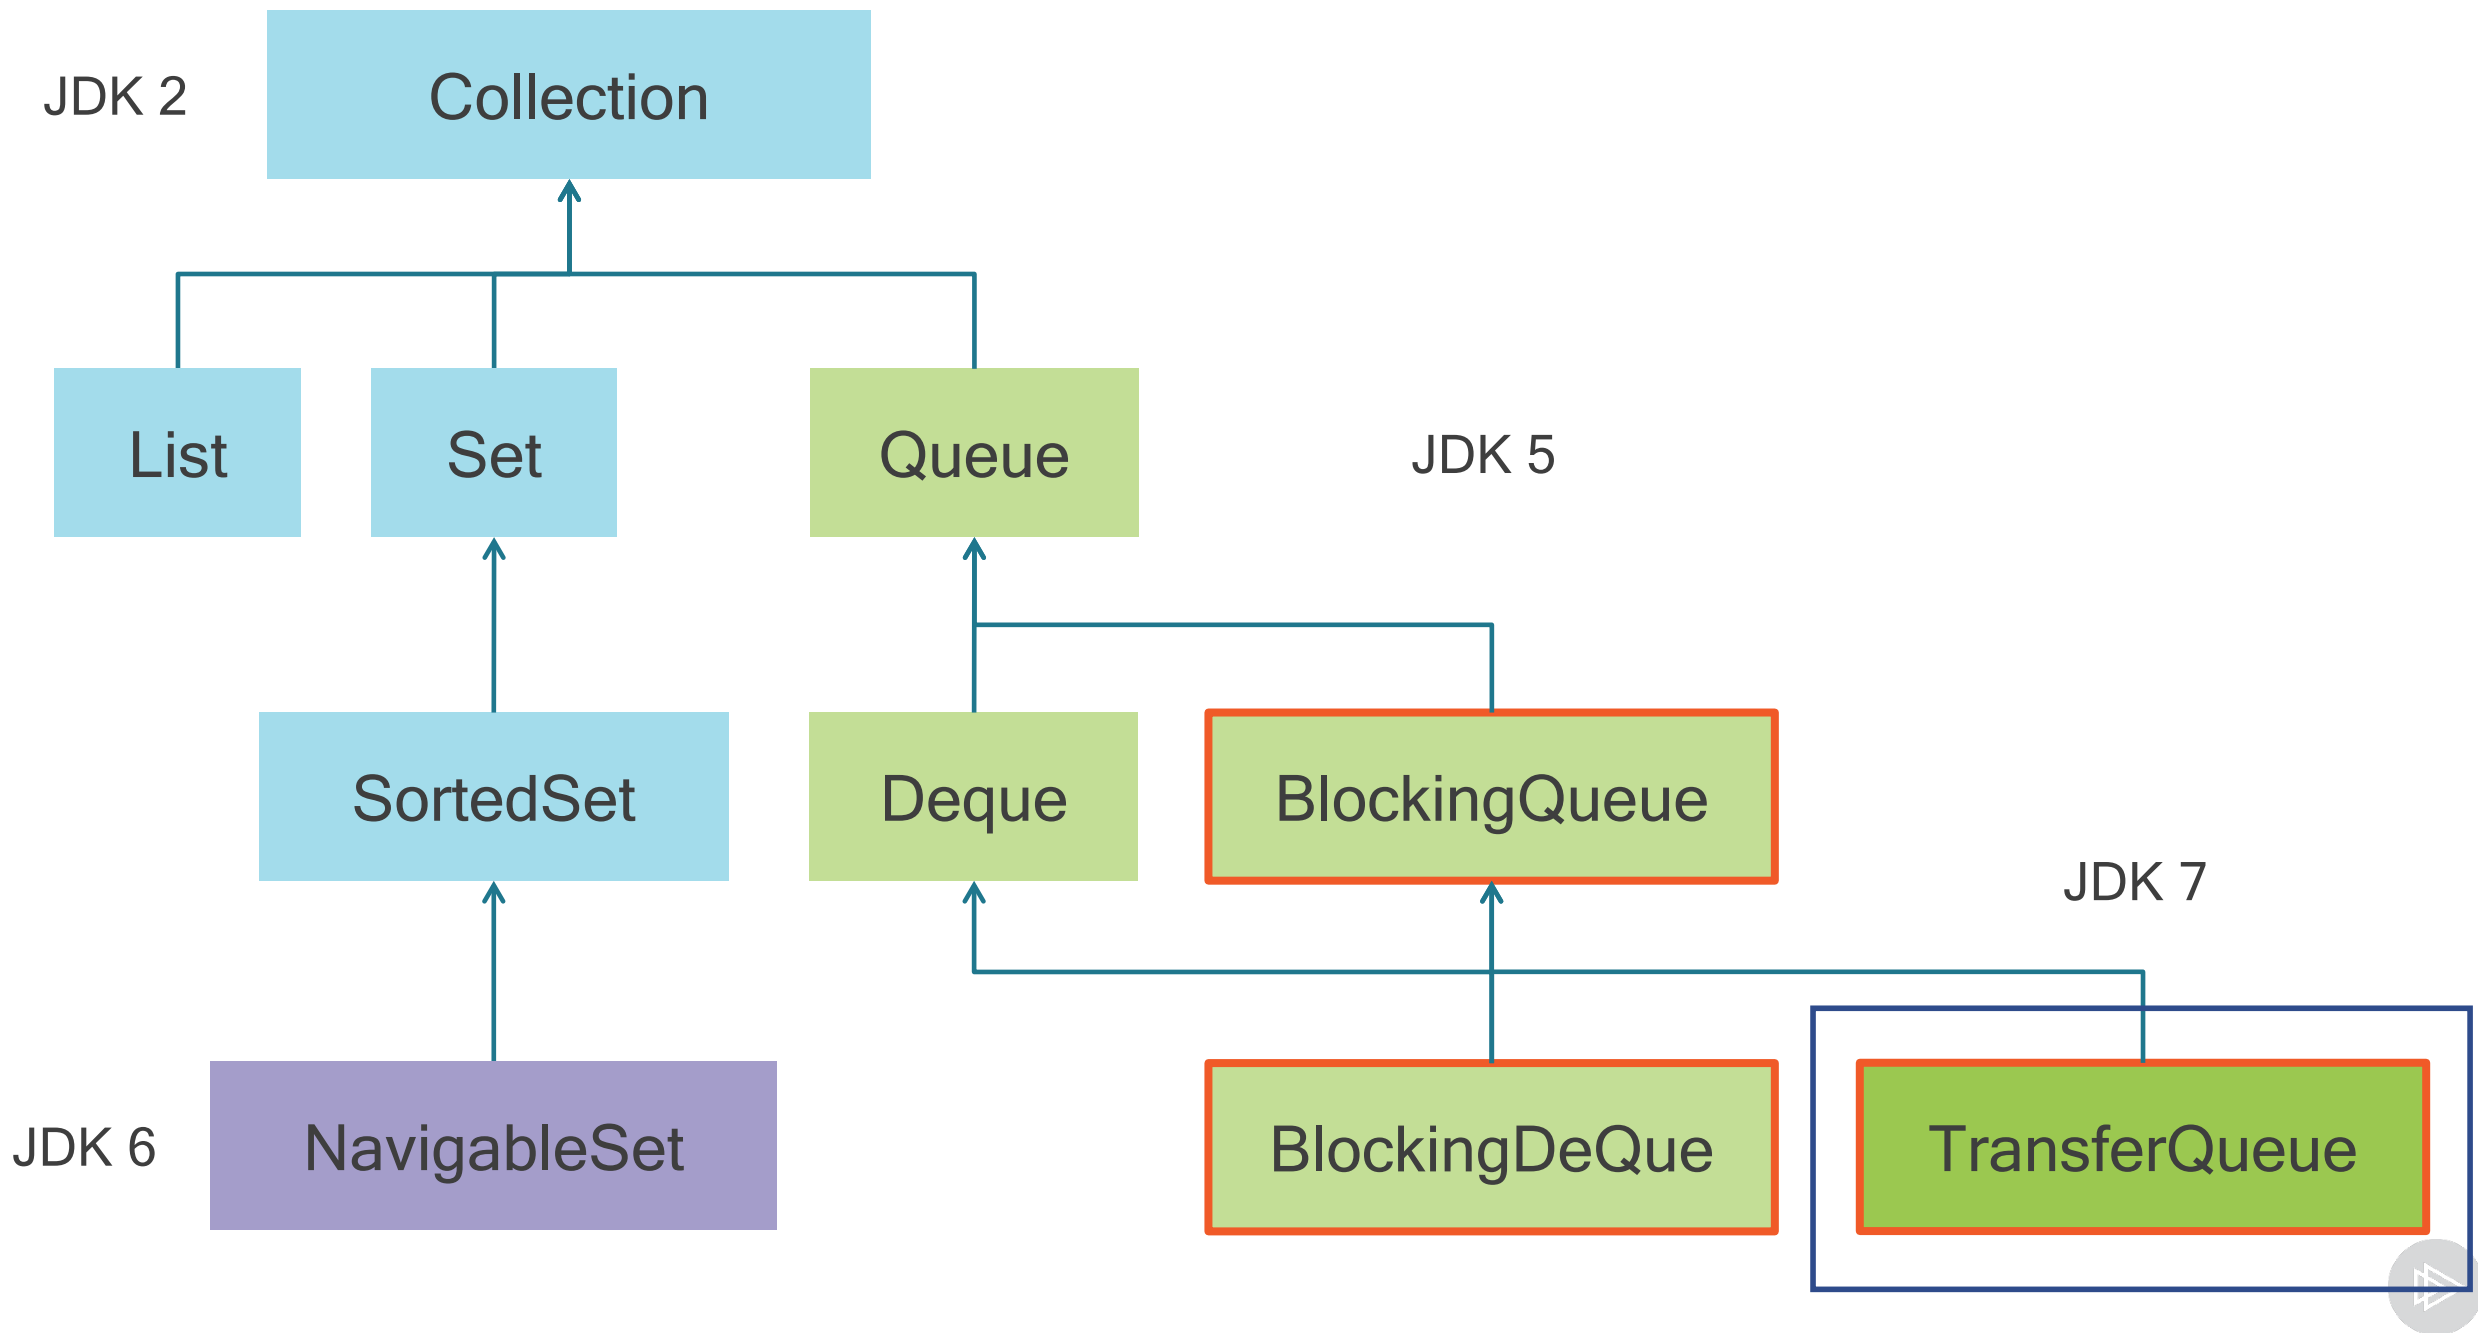 JDK 2
Collection
List
Set
Queue
JDK 5
SortedSet
Deque
BlockingQueue
JDK 7
JDK 6
NavigableSet
BlockingDeQue
TransferQueue